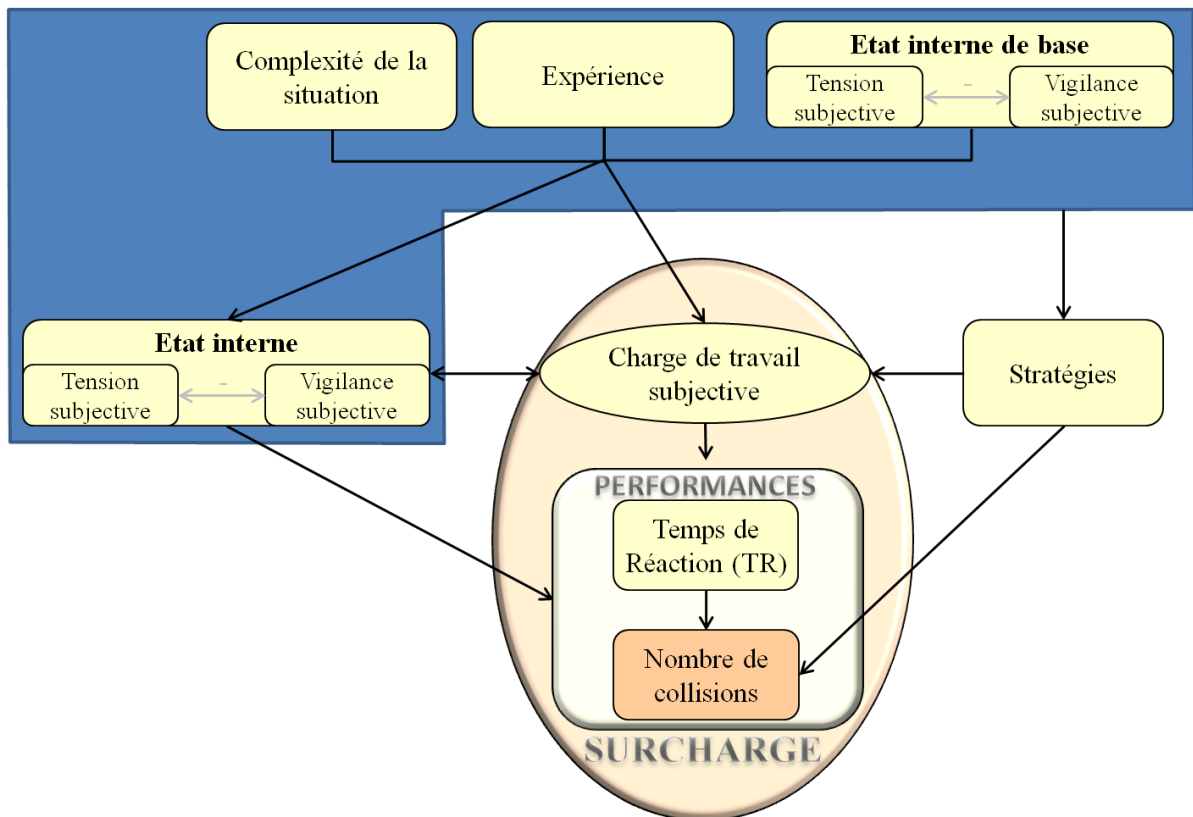 Complexité de la
situation
Expérience
Etat interne de base
Tension
subjective
-
Vigilance
subjective
Etat interne
Tension
subjective
-
Vigilance
subjective
Charge de travail
subjective
Stratégies
PERFORMANCES
Temps de
Réaction (TR)
Nombre de
collisions
SURCHARGE